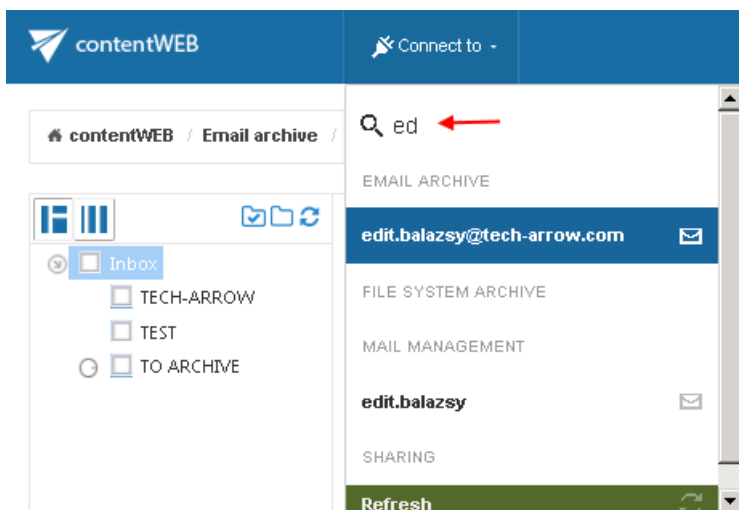 contentWEB
Connect to
contentWEB / Email archive /
ed
EMAIL ARCHIVE
edit.balazsy@tech-arrow.com
FILE SYSTEM ARCHIVE
MAIL MANAGEMENT
edit.balazsy
SHARING
Refresh
Inbox
TECH-ARROW
TEST
TO ARCHIVE